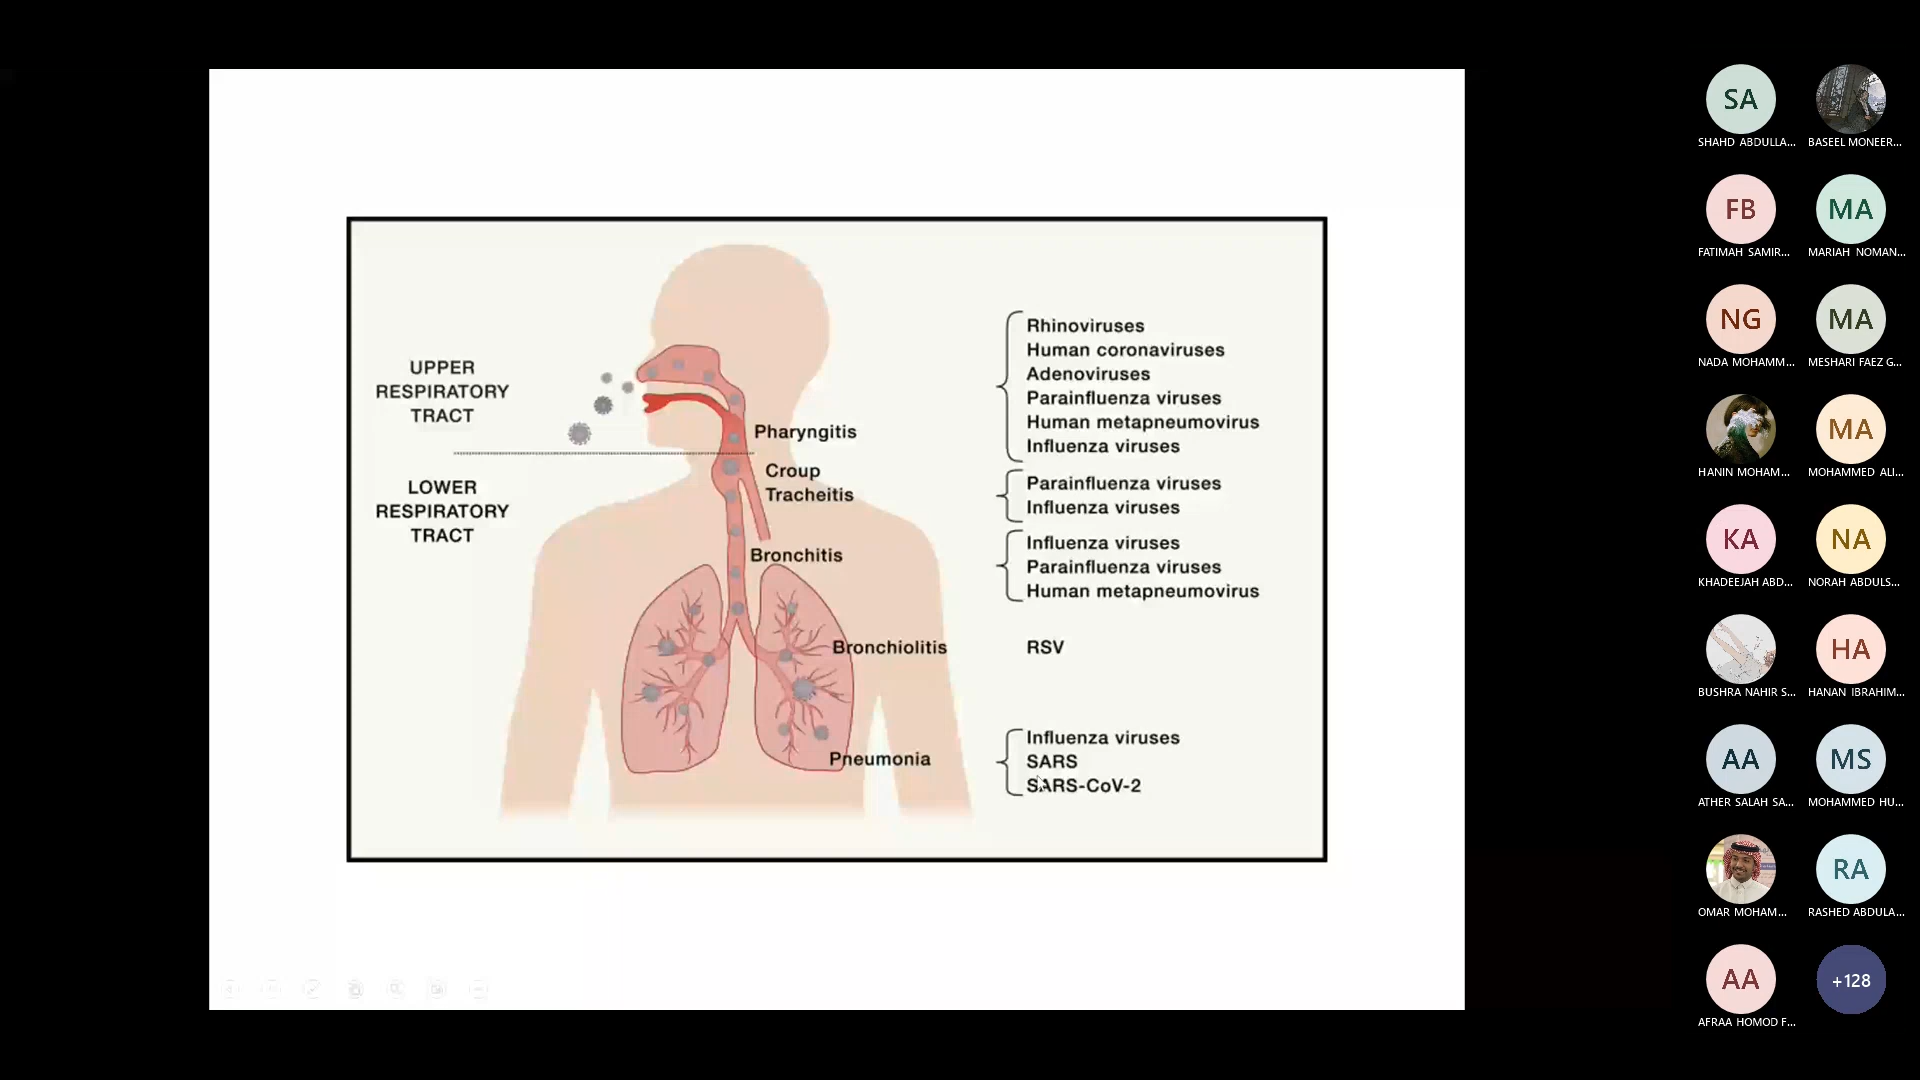 UPPER
RESPIRATORY
TRACT
LOWER
RESPIRATORY
TRACT
Pharyngitis
Croup
Tracheitis
Bronchitis
Bronchiolitis
Pneumonia
Rhinoviruses
Human coronaviruses
Adenoviruses
Parainfluenza viruses
Human metapneumovirus
Influenza viruses
Parainfluenza viruses
Influenza viruses
Influenza viruses
Parainfluenza viruses
Human metapneumovirus
RSV
Influenza viruses
SARS
SARS-CoV-2
SA
SHAHD ABDULLA...
BASEEL MONEER...
FB
FATIMAH SAMIR...
MA
MARIAH NOMAN...
NG
NADA MOHAMM...
MA
MESHARI FAEZ G...
HANIN MOHAM...
MA
MOHAMMED ALI...
KA
KHADEEJAH ABD...
NA
NORAH ABDULS...
BUSHRA NAHIR S...
HA
HANAN IBRAHIM...
AA
ATHER SALAH SA...
MS
MOHAMMED HU...
OMAR MOHAM...
RA
RASHED ABDULA...
AA
AFRAA HOMOD F...
+128